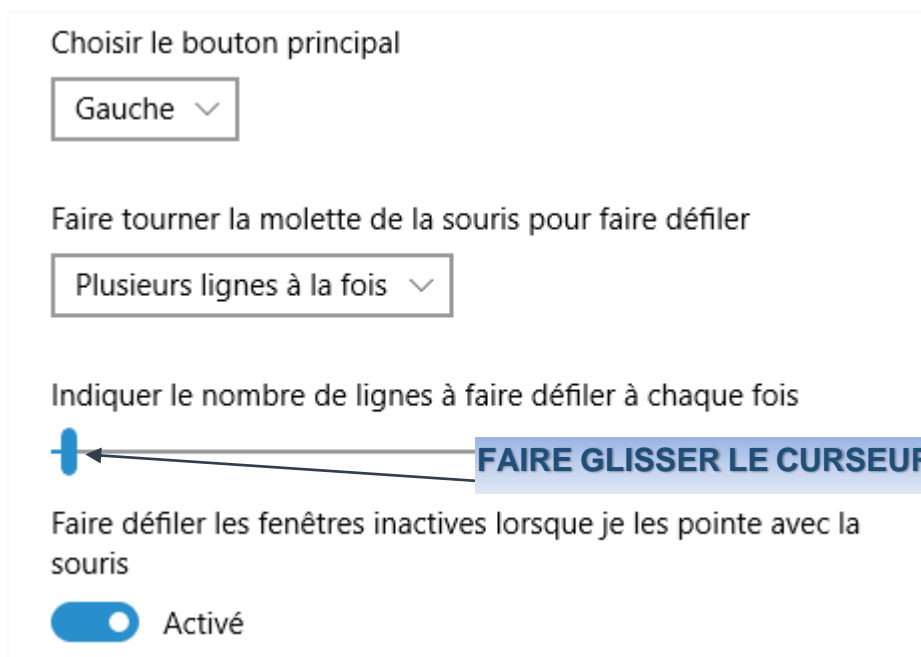 Choisir le bouton principal
Gauche
Faire tourner la molette de la souris pour faire défiler
Plusieurs lignes à la fois
Indiquer le nombre de lignes à faire défiler à chaque fois
FAIRE GLISSER LE CURSEUR
Faire défiler les fenêtres inactives lorsque je les pointe avec la
souris
Activé